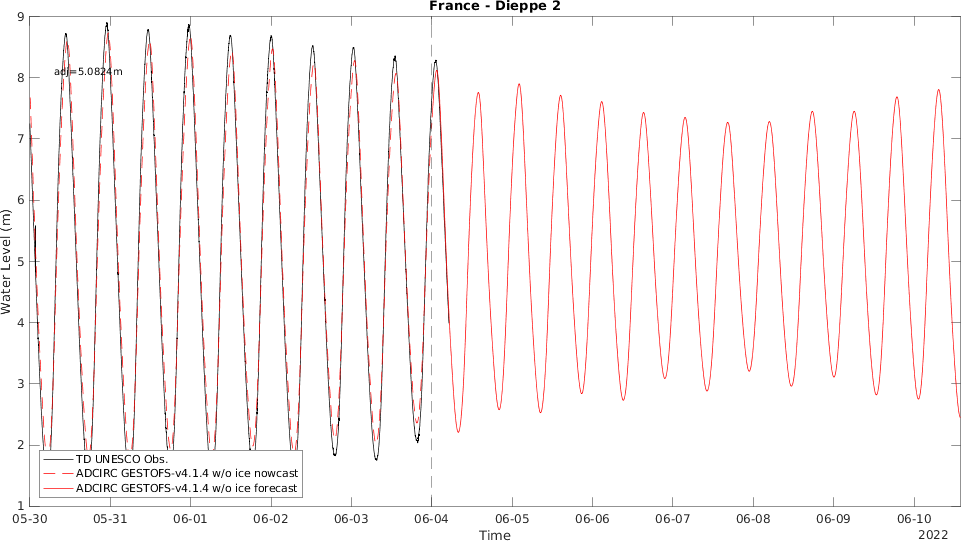 France - Dieppe 2
9
8
7
6
5
4
3
2
1
Water Level (m)
adj=5.0824m
TD UNESCO Obs.
ADCIRC GESTOFS-v4.1.4 w/o ice nowcast
ADCIRC GESTOFS-v4.1.4 w/o ice forecast
05-30 05-31 06-01 06-02 06-03 06-04 06-05 06-06 06-07 06-08 06-09 06-10
Time
2022